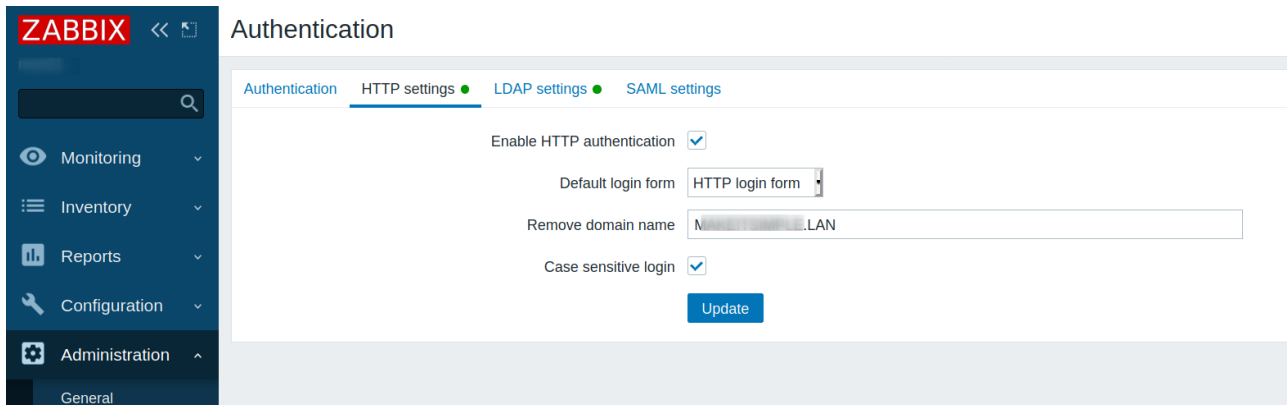 ZABBIX
Authentication
Authentication HTTP settings LDAP settings SAML settings
Enable HTTP authentication
Default login form HTTP login form
Remove domain name .LAN
Case sensitive login
Update
Monitoring
Inventory
Reports
Configuration
Administration
General